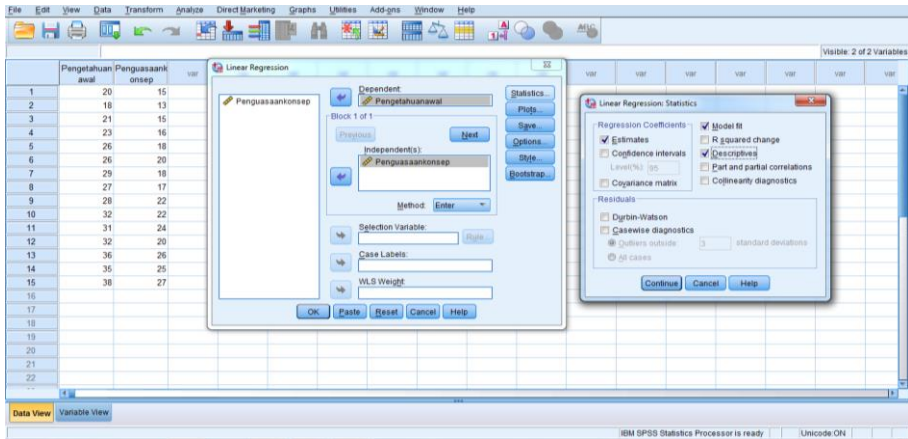 File Edit View Data Transform Analyze Direct Marketing Graphs Utilities Add-ons Window Help
Visible: 2 of 2 Variables
Pengetahuan awal Penguasaank onsep var var var var var var var
1 20 15
2 18 13
3 21 15
4 23 16
5 26 18
6 26 20
7 29 18
8 27 17
9 28 22
10 32 22
11 31 24
12 32 20
13 36 26
14 35 25
15 38 27
16
17
18
19
20
21
22
Linear Regression
Penguasaankonsep
Dependent:
Pengetahuanawal
Block 1 of 1
Previous Next
Independent(s):
Penguasaankonsep
Method: Enter
Selection Variable:
Rule...
Case Labels:
WLS Weight:
Statistics...
Plots...
Save...
Options...
Style...
Bootstrap...
OK Paste Reset Cancel Help
Linear Regression: Statistics
Regression Coefficients
Estimates
Confidence intervals
Level(%): 95
Covariance matrix
Model fit
R squared change
Descriptives
Part and partial correlations
Collinearity diagnostics
Residuals
Durbin-Watson
Casewise diagnostics
Outliers outside: 3 standard deviations
All cases
Continue Cancel Help
Data View Variable View
IBM SPSS Statistics Processor is ready Unicode:ON